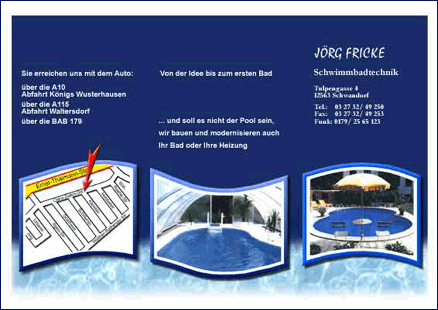 JÖRG FRICKE
Schwimmbadtechnik
Tulpengasse 4
12563 Schwandorf
Tel.: 03 27 32/ 49 250
Fax: 03 27 32/ 49 253
Funk: 0179/ 25 65 123
Sie erreichen uns mit dem Auto:
über die A10
Abfahrt Königs Wusterhausen
über die A115
Abfahrt Waltersdorf
über die BAB 179
Von der Idee bis zum ersten Bad
... und soll es nicht der Pool sein,
wir bauen und modernisieren auch
Ihr Bad oder Ihre Heizung